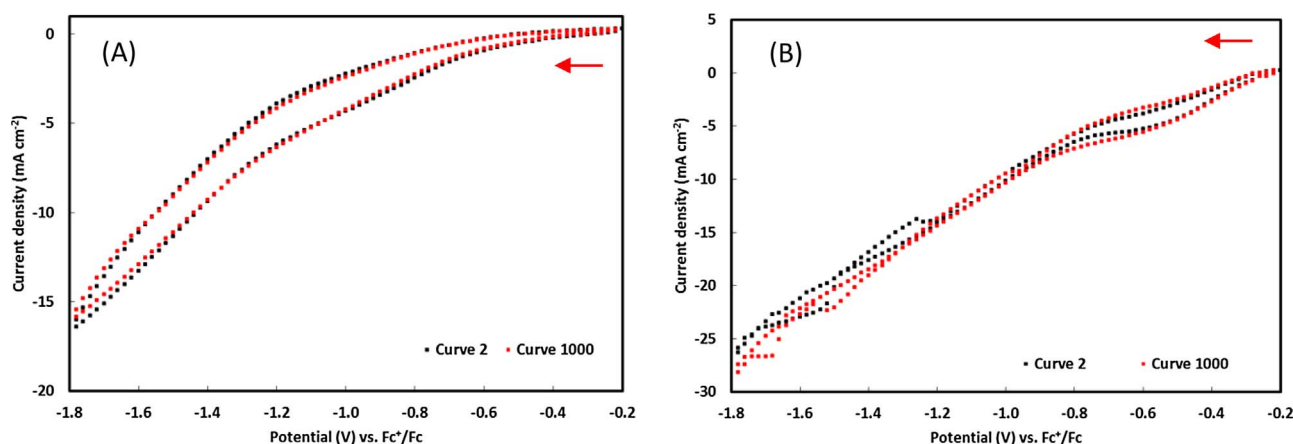 (A)
0
-5
-10
-15
-20
Current density (mA cm⁻²)
Curve 2
Curve 1000
-1.8 -1.6 -1.4 -1.2 -1.0 -0.8 -0.6 -0.4 -0.2
Potential (V) vs. Fc⁺/Fc
(B)
5
0
-5
-10
-15
-20
-25
-30
Current density (mA cm⁻²)
Curve 2
Curve 1000
-1.8 -1.6 -1.4 -1.2 -1.0 -0.8 -0.6 -0.4 -0.2
Potential (V) vs. Fc⁺/Fc